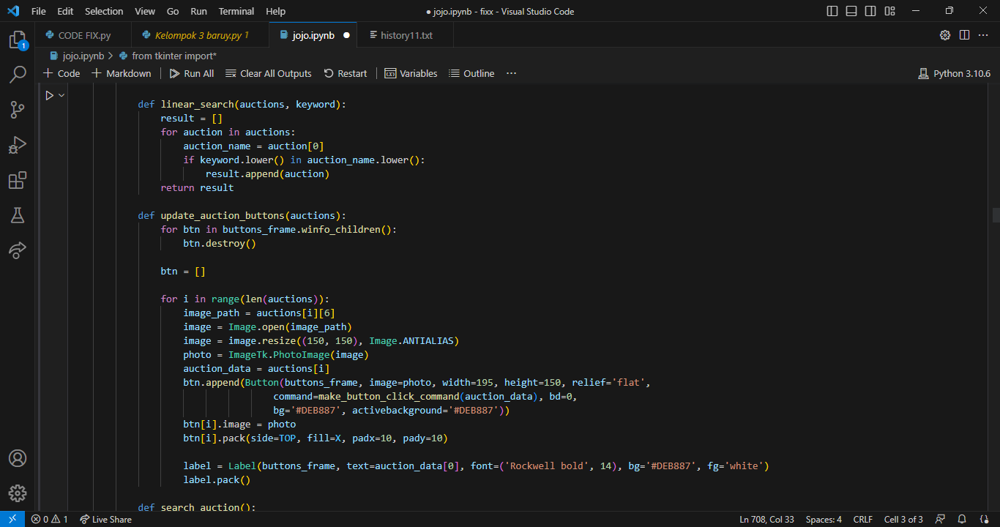 File Edit Selection View Go Run Terminal Help ● jojo.ipynb - fixx - Visual Studio Code
CODE FIX.py Kelompok 3 baruy.py 1 jojo.ipynb ● history11.txt
jojo.ipynb > from tkinter import*
+ Code + Markdown | Run All Clear All Outputs Restart | Variables Outline ··· Python 3.10.6
1
def linear_search(auctions, keyword):
    result = []
    for auction in auctions:
        auction_name = auction[0]
        if keyword.lower() in auction_name.lower():
            result.append(auction)
    return result
def update_auction_buttons(auctions):
    for btn in buttons_frame.winfo_children():
        btn.destroy()
    btn = []
    for i in range(len(auctions)):
        image_path = auctions[i][6]
        image = Image.open(image_path)
        image = image.resize((150, 150), Image.ANTIALIAS)
        photo = ImageTk.PhotoImage(image)
        auction_data = auctions[i]
        btn.append(Button(buttons_frame, image=photo, width=195, height=150, relief='flat',
                        command=make_button_click_command(auction_data), bd=0,
                        bg='#DEB887', activebackground='#DEB887'))
        btn[i].image = photo
        btn[i].pack(side=TOP, fill=X, padx=10, pady=10)
        label = Label(buttons_frame, text=auction_data[0], font=('Rockwell bold', 14), bg='#DEB887', fg='white')
        label.pack()
def search_auction():
0 1 Live Share Ln 708, Col 33 Spaces: 4 CRLF Cell 3 of 3